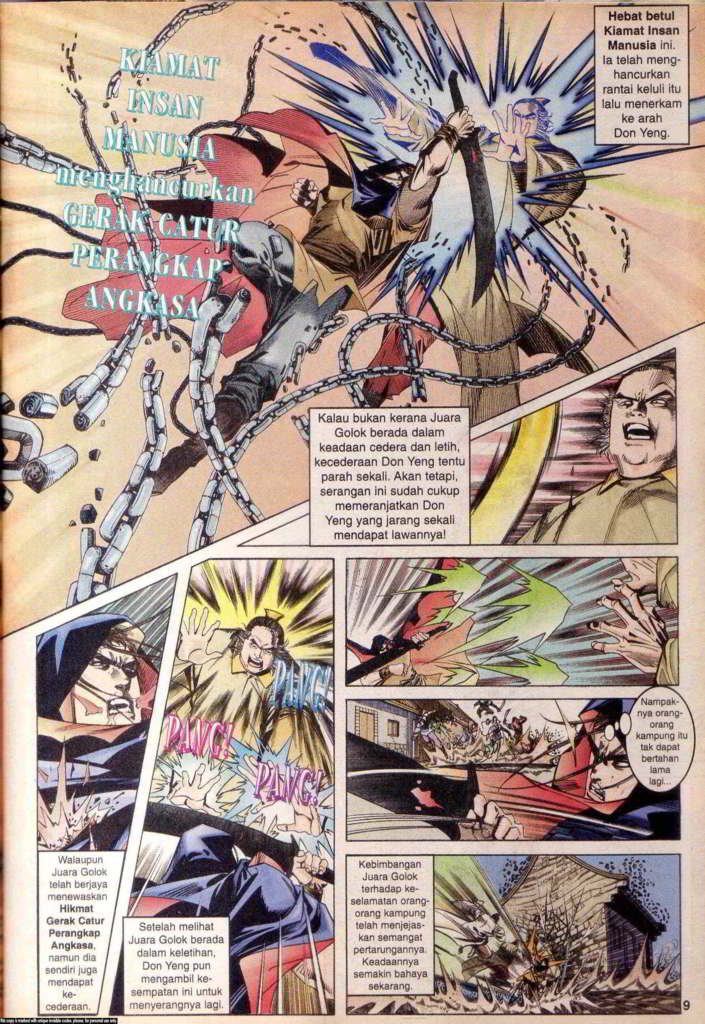 KIAMAT
INSAN
MANUSIA
menghancurkan
GERAK CATUR
PERANGKAP
ANGKASA
Hebat betul
Kiamat Insan
Manusia ini.
Ia telah meng-
hancurkan
rantai keluli itu
lalu menerkam
ke arah
Don Yeng.
Kalau bukan kerana Juara
Golok berada dalam
keadaan cedera dan letih,
kecederaan Don Yeng tentu
parah sekali. Akan tetapi,
serangan ini sudah cukup
memeranjatkan Don
Yeng yang jarang sekali
mendapat lawannya!
Walaupun
Juara Golok
telah berjaya
menewaskan
Hikmat
Gerak Catur
Perangkap
Angkasa,
namun dia
sendiri juga
mendapat
ke-
cederaan.
PANG!
PANG!
PANG!
Setelah melihat
Juara Golok berada
dalam keletihan,
Don Yeng pun
mengambil ke-
sempatan ini untuk
menyerangnya lagi.
Nampak-
nya orang-
orang
kampung itu
tak dapat
bertahan
lama
lagi...
Kebimbangan
Juara Golok
terhadap ke-
selamatan orang-
orang kampung
telah menjejas-
kan semangat
pertarungannya.
Keadaannya
semakin bahaya
sekarang.
9